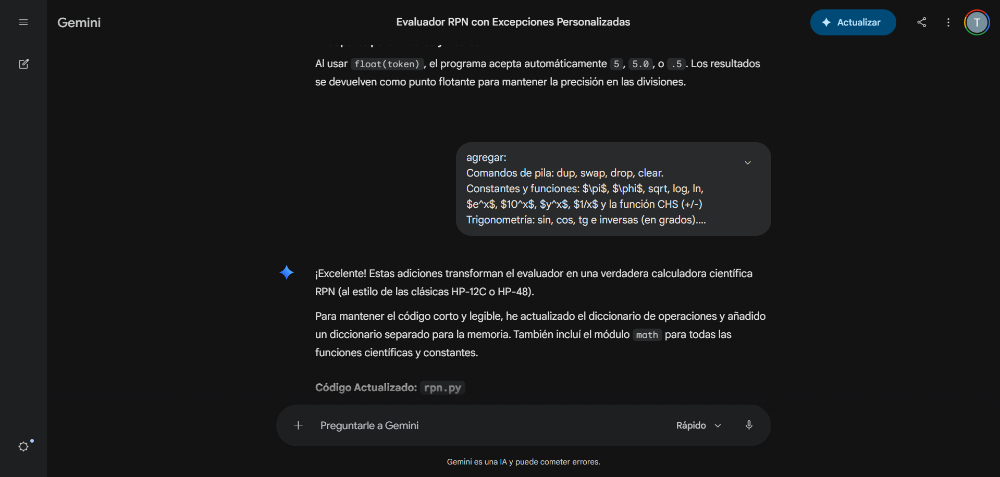 Gemini
Evaluador RPN con Excepciones Personalizadas
Actualizar
T
Al usar float(token), el programa acepta automáticamente 5, 5.0, o .5. Los resultados
se devuelven como punto flotante para mantener la precisión en las divisiones.
agregar:
Comandos de pila: dup, swap, drop, clear.
Constantes y funciones: $\pi$, $\phi$, sqrt, log, ln,
$e^x$, $10^x$, $y^x$, $1/x$ y la función CHS (+/-)
Trigonometría: sin, cos, tg e inversas (en grados)....
¡Excelente! Estas adiciones transforman el evaluador en una verdadera calculadora científica
RPN (al estilo de las clásicas HP-12C o HP-48).
Para mantener el código corto y legible, he actualizado el diccionario de operaciones y añadido
un diccionario separado para la memoria. También incluí el módulo math para todas las
funciones científicas y constantes.
Código Actualizado: rpn.py
Preguntarle a Gemini
Rápido
Gemini es una IA y puede cometer errores.